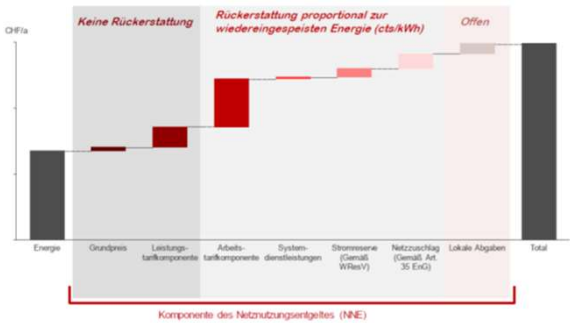 Keine Rückerstattung
Rückerstattung proportional zur
wiedereingespeisten Energie (cts/kWh)
Offen
CHF/a
Energie
Grundpreis
Leistungs-
tarifkomponente
Arbeits-
tarifkomponente
System-
dienstleistungen
Stromreserve
(Gemäß
WResV)
Netzzuschlag
(Gemäß Art.
35 EnG)
Lokale Abgaben
Total
Komponente des Netznutzungsentgeltes (NNE)